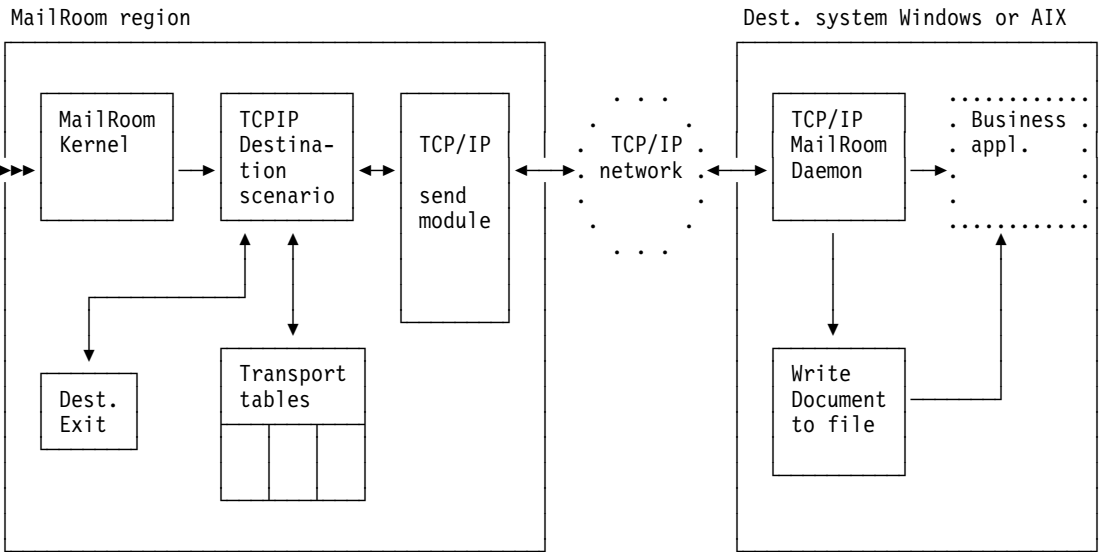 MailRoom region
Dest. system Windows or AIX
MailRoom
Kernel
TCPIP
Destina-
tion
scenario
TCP/IP
send
module
TCP/IP
network
TCP/IP
MailRoom
Daemon
Business
appl.
Dest.
Exit
Transport
tables
Write
Document
to file